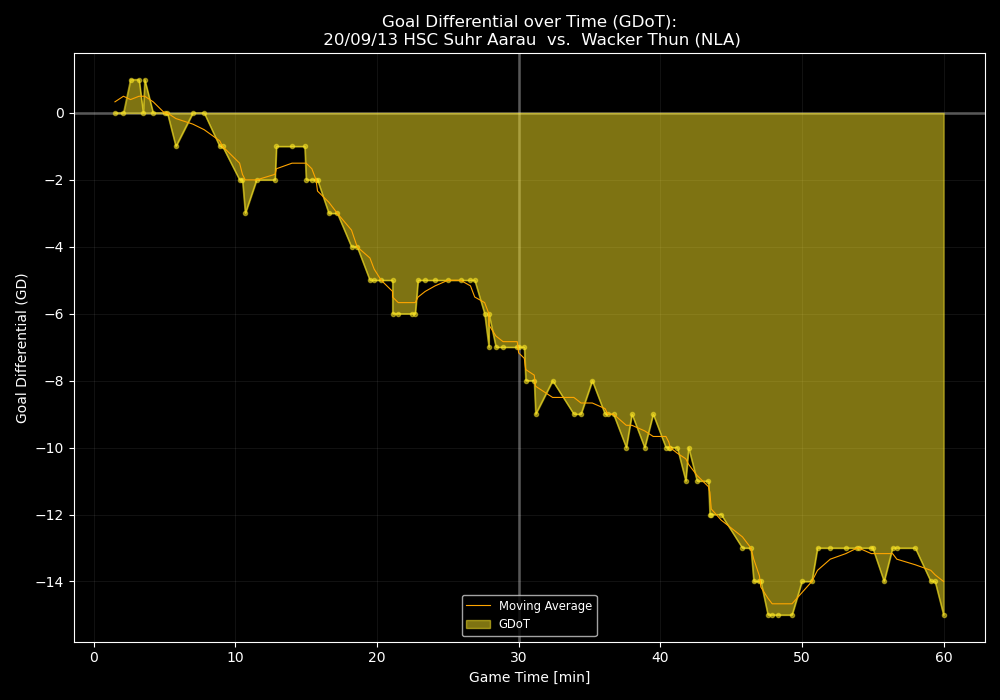 Goal Differential over Time (GDoT):
20/09/13 HSC Suhr Aarau  vs.  Wacker Thun (NLA)
Goal Differential (GD)
0
−2
−4
−6
−8
−10
−12
−14
Moving Average
GDoT
0 10 20 30 40 50 60
Game Time [min]